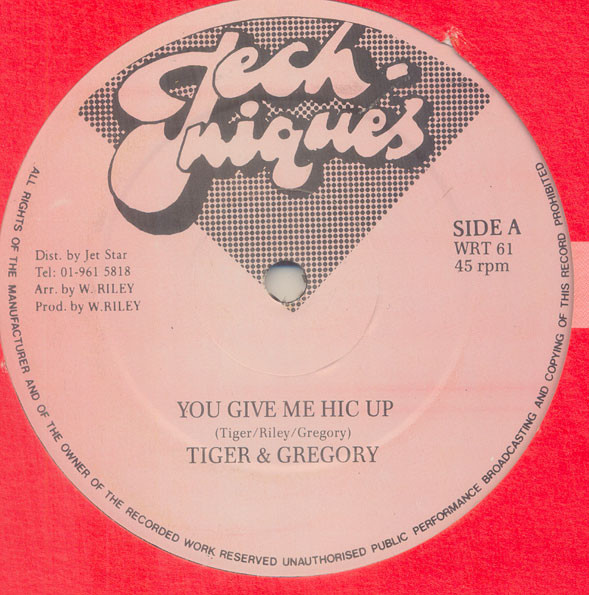 Tech-
niques
SIDE A
WRT 61
45 rpm
Dist. by Jet Star
Tel: 01-961 5818
Arr. by W. RILEY
Prod. by W.RILEY
YOU GIVE ME HIC UP
(Tiger/Riley/Gregory)
TIGER & GREGORY
ALL RIGHTS OF THE MANUFACTURER AND OF THE OWNER OF THE RECORDED WORK RESERVED UNAUTHORISED PUBLIC PERFORMANCE BROADCASTING AND COPYING OF THIS RECORD PROHIBITED